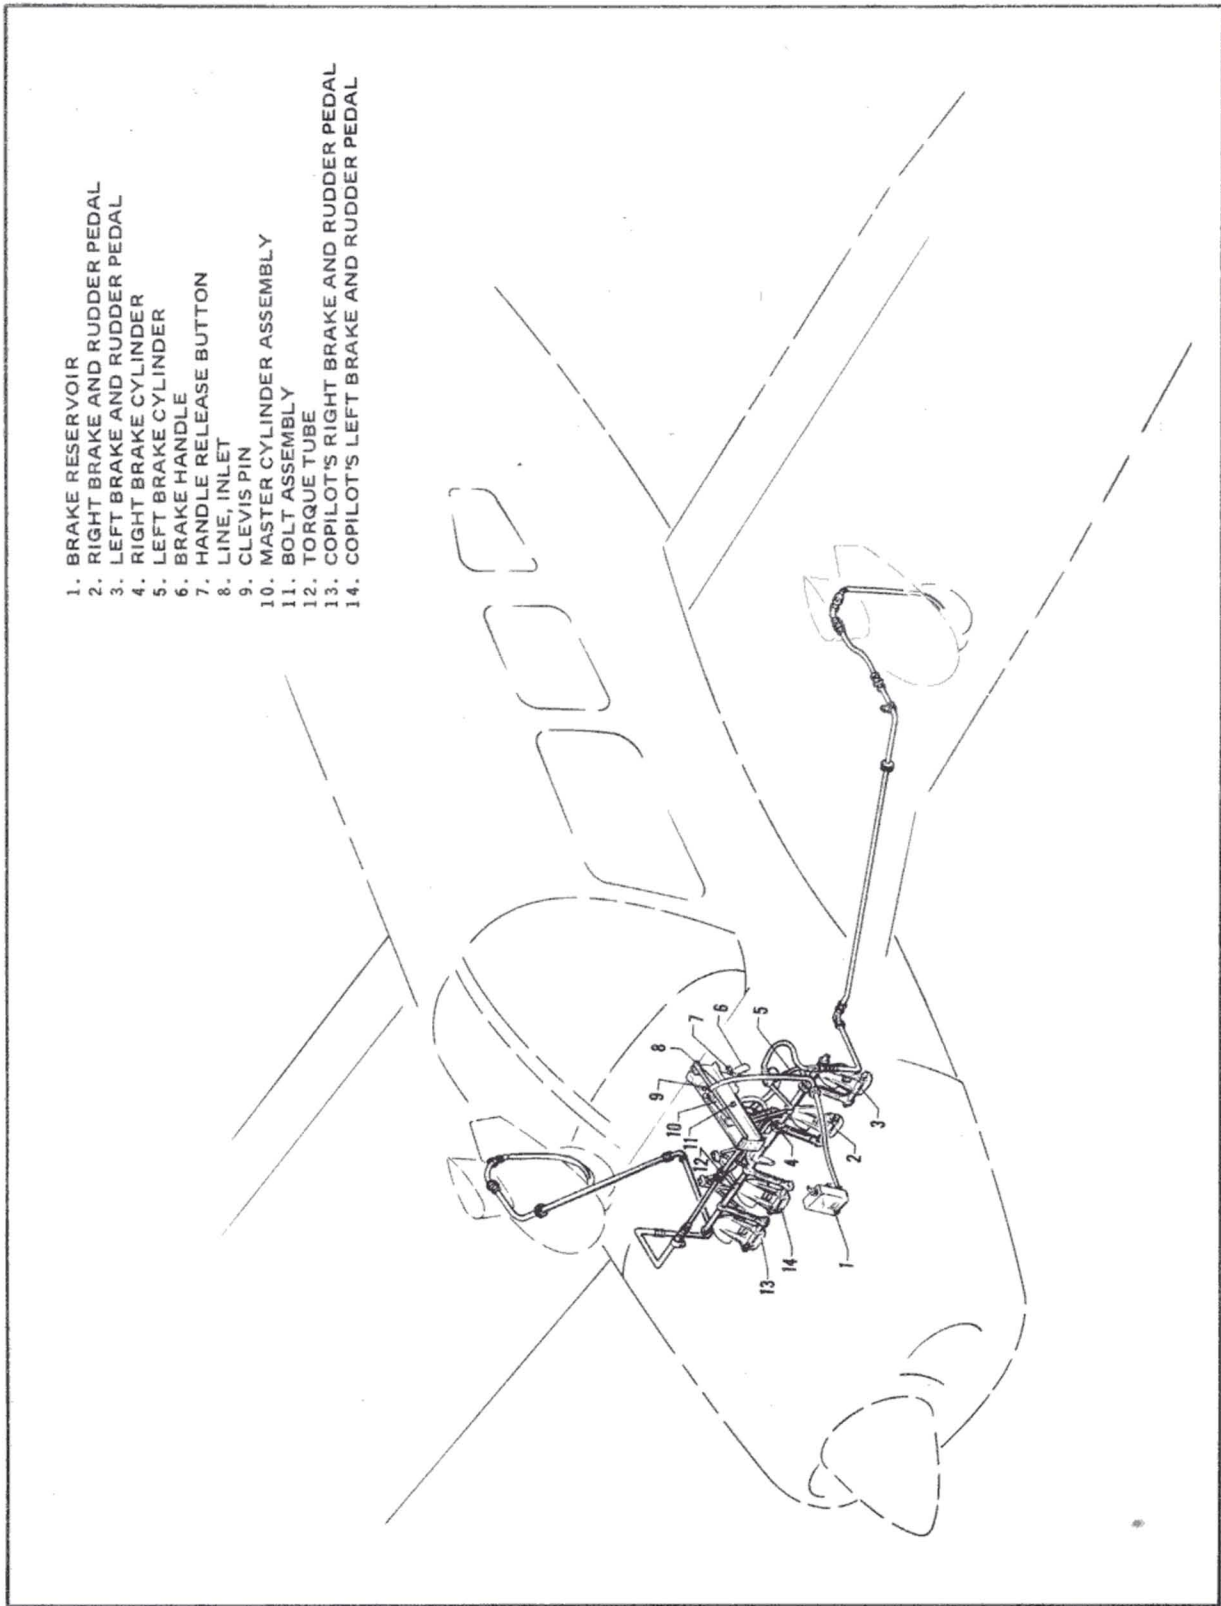 1. BRAKE RESERVOIR
2. RIGHT BRAKE AND RUDDER PEDAL
3. LEFT BRAKE AND RUDDER PEDAL
4. RIGHT BRAKE CYLINDER
5. LEFT BRAKE CYLINDER
6. BRAKE HANDLE
7. HANDLE RELEASE BUTTON
8. LINE, INLET
9. CLEVIS PIN
10. MASTER CYLINDER ASSEMBLY
11. BOLT ASSEMBLY
12. TORQUE TUBE
13. COPILOT'S RIGHT BRAKE AND RUDDER PEDAL
14. COPILOT'S LEFT BRAKE AND RUDDER PEDAL
8
7
6
9
10
11
5
12
4
3
2
13
14
1